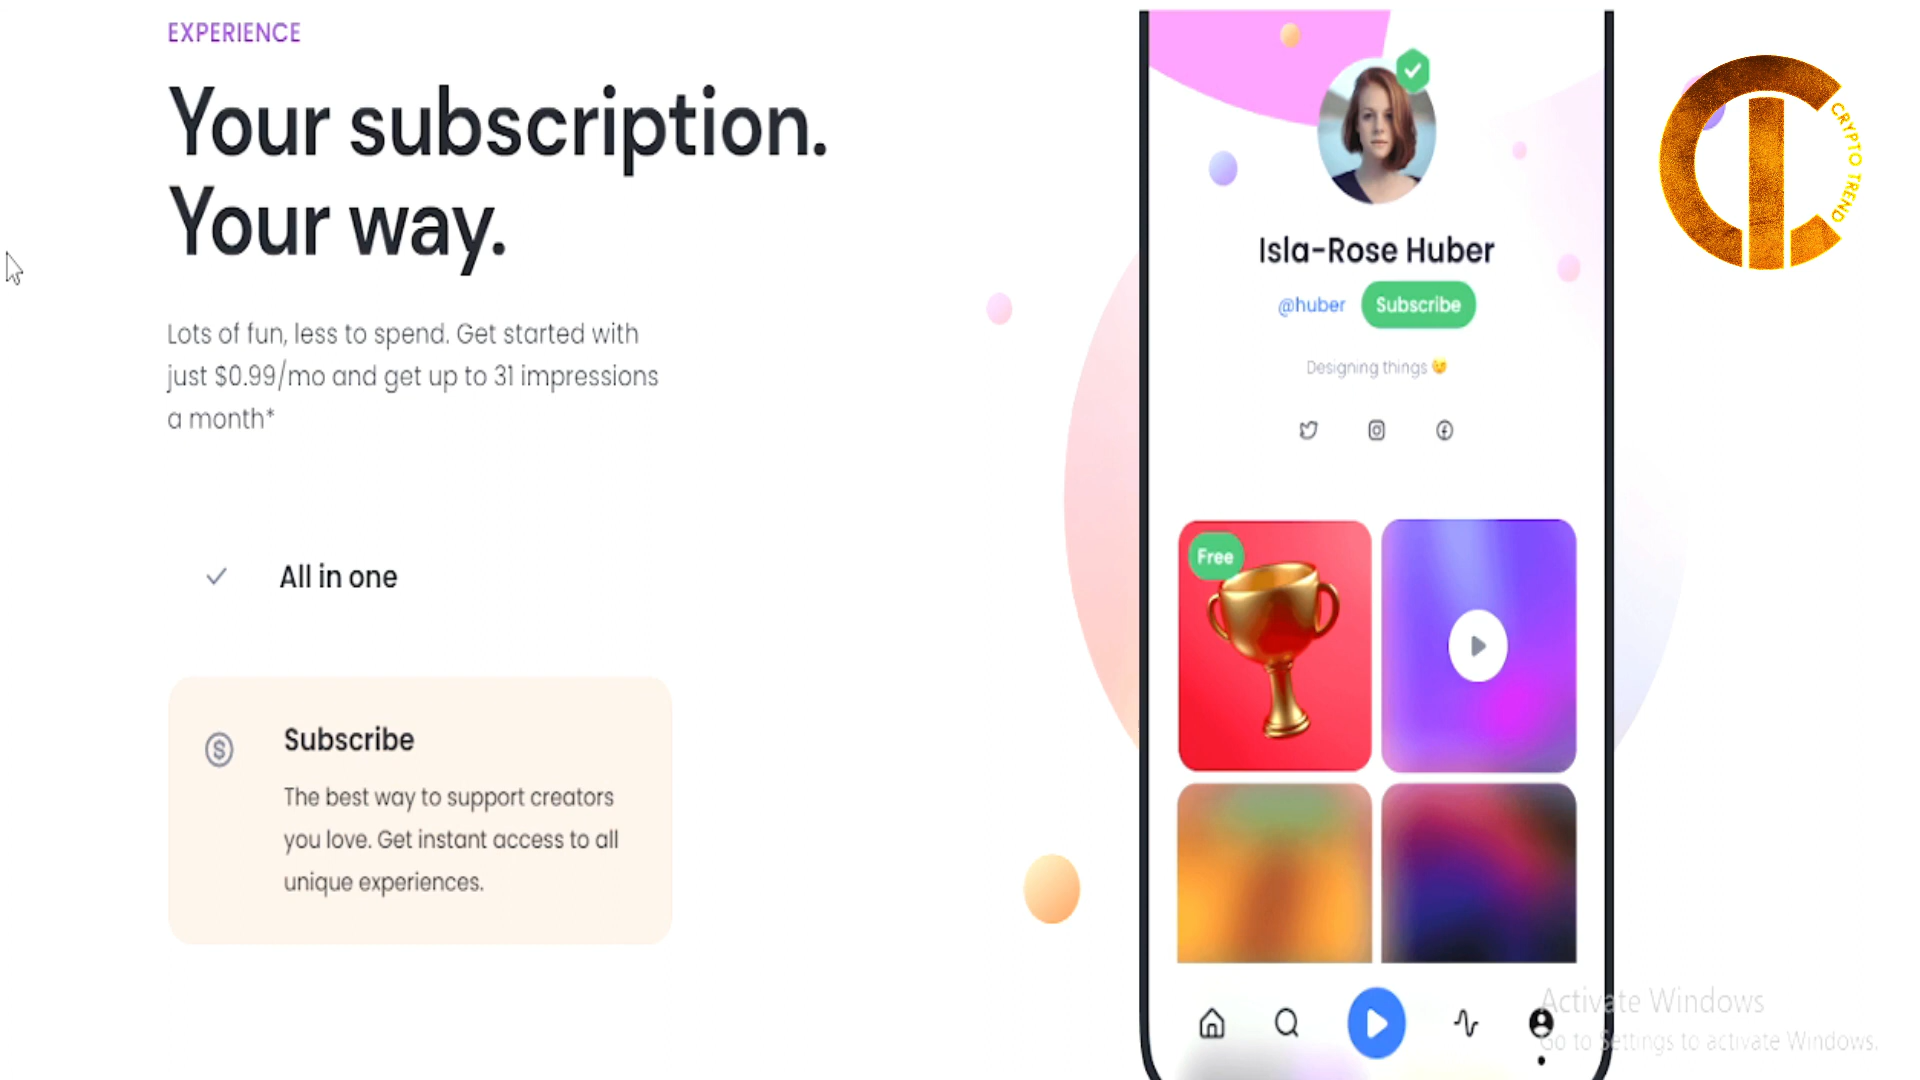 EXPERIENCE
Your subscription.
Your way.
Lots of fun, less to spend. Get started with
just $0.99/mo and get up to 31 impressions
a month*
All in one
Subscribe
The best way to support creators
you love. Get instant access to all
unique experiences.
Isla-Rose Huber
@huber Subscribe
Designing things 😉
Free
CRYPTO TREND
Activate Windows
Go to Settings to activate Windows.